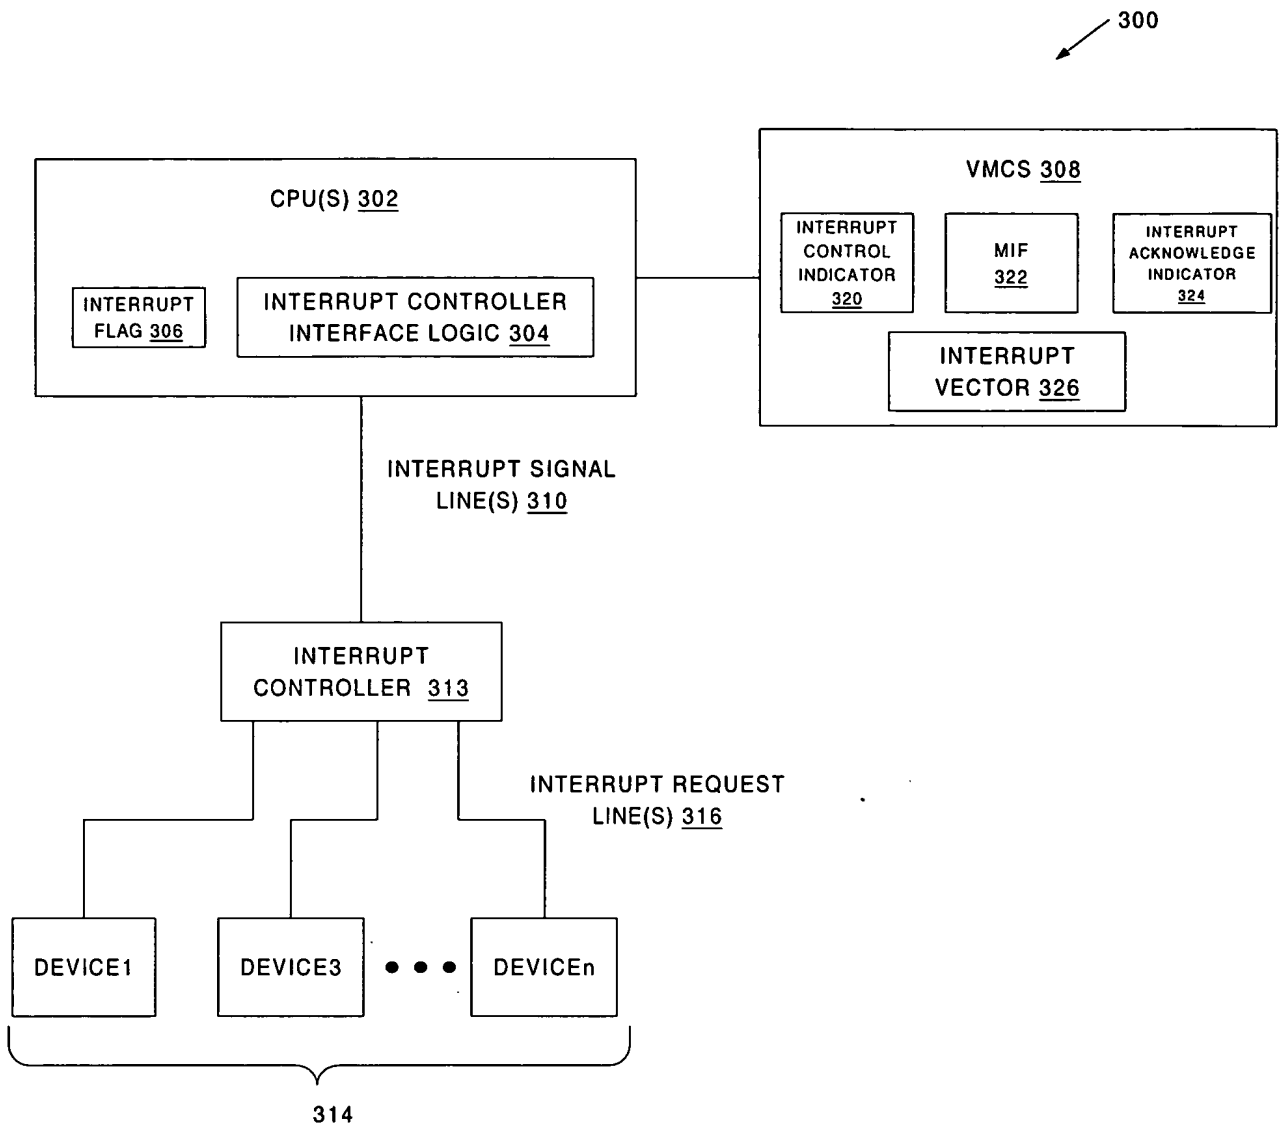 300
VMCS 308
CPU(S) 302
INTERRUPT
CONTROL
INDICATOR
320
MIF
322
INTERRUPT
ACKNOWLEDGE
INDICATOR
324
INTERRUPT
FLAG 306
INTERRUPT CONTROLLER
INTERFACE LOGIC 304
INTERRUPT
VECTOR 326
INTERRUPT SIGNAL
LINE(S) 310
INTERRUPT
CONTROLLER 313
INTERRUPT REQUEST
LINE(S) 316
DEVICE1
DEVICE3
DEVICEn
314